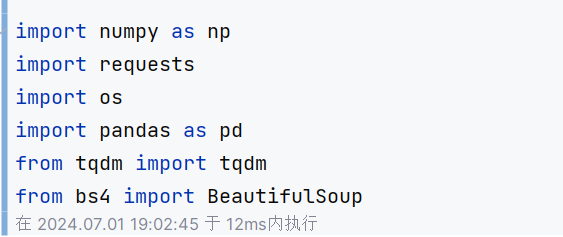 import numpy as np
import requests
import os
import pandas as pd
from tqdm import tqdm
from bs4 import BeautifulSoup
在 2024.07.01 19:02:45 于 12ms内执行